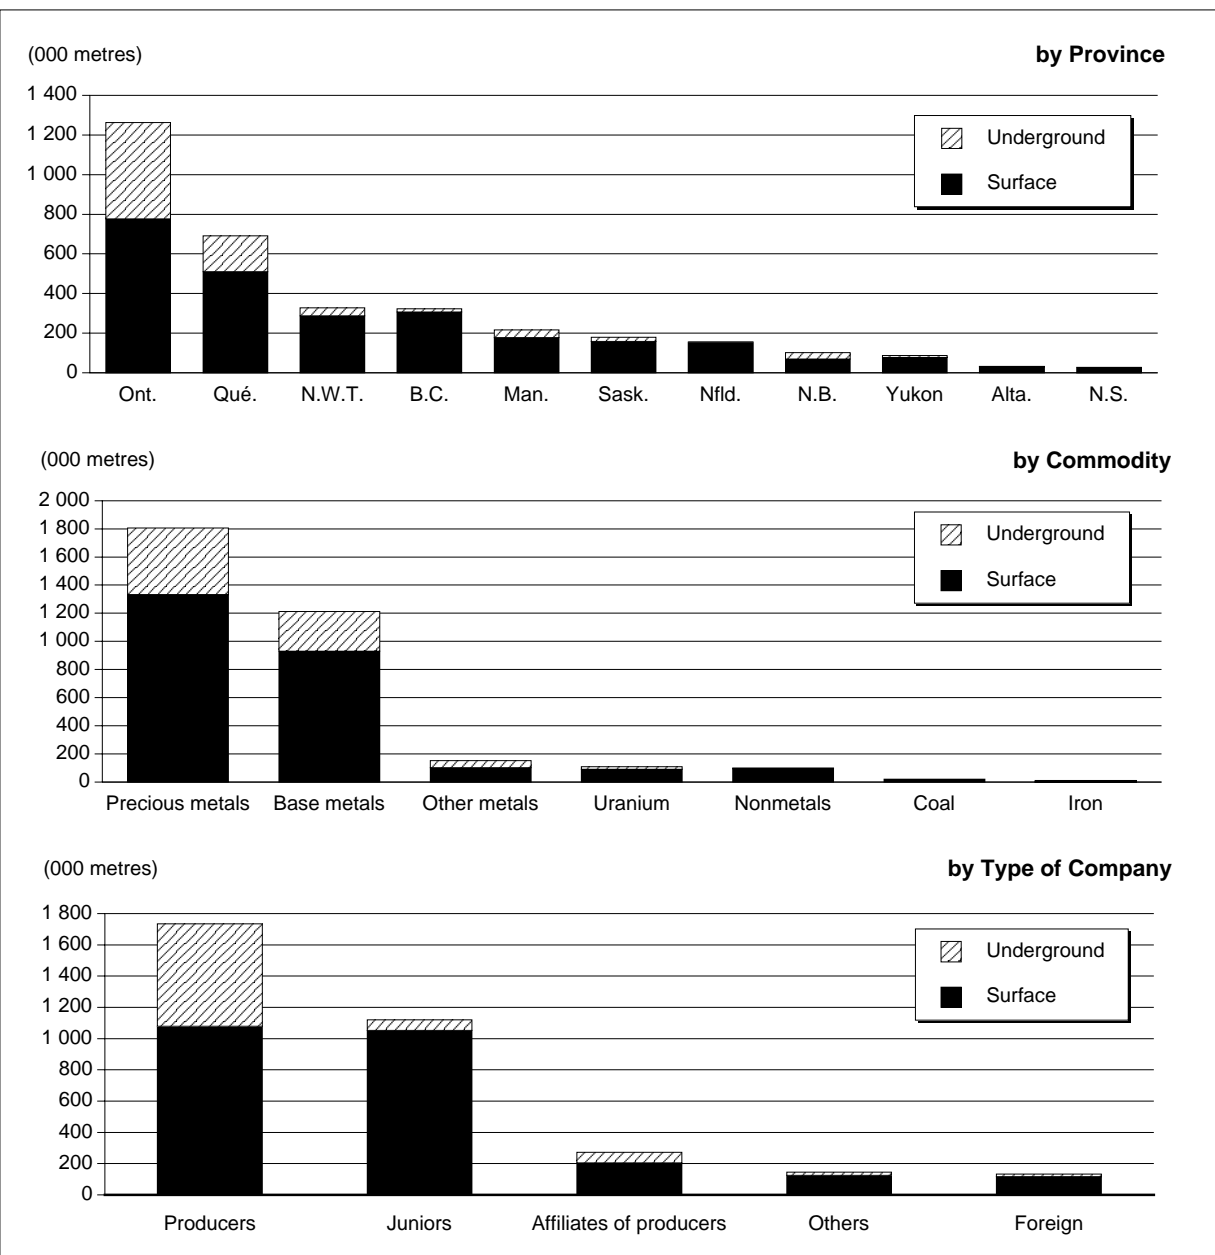 (000 metres) by Province
1 400
1 200
1 000
800
600
400
200
0
Underground
Surface
Ont. Qué. N.W.T. B.C. Man. Sask. Nfld. N.B. Yukon Alta. N.S.
(000 metres) by Commodity
2 000
1 800
1 600
1 400
1 200
1 000
800
600
400
200
0
Underground
Surface
Precious metals Base metals Other metals Uranium Nonmetals Coal Iron
(000 metres) by Type of Company
1 800
1 600
1 400
1 200
1 000
800
600
400
200
0
Underground
Surface
Producers Juniors Affiliates of producers Others Foreign